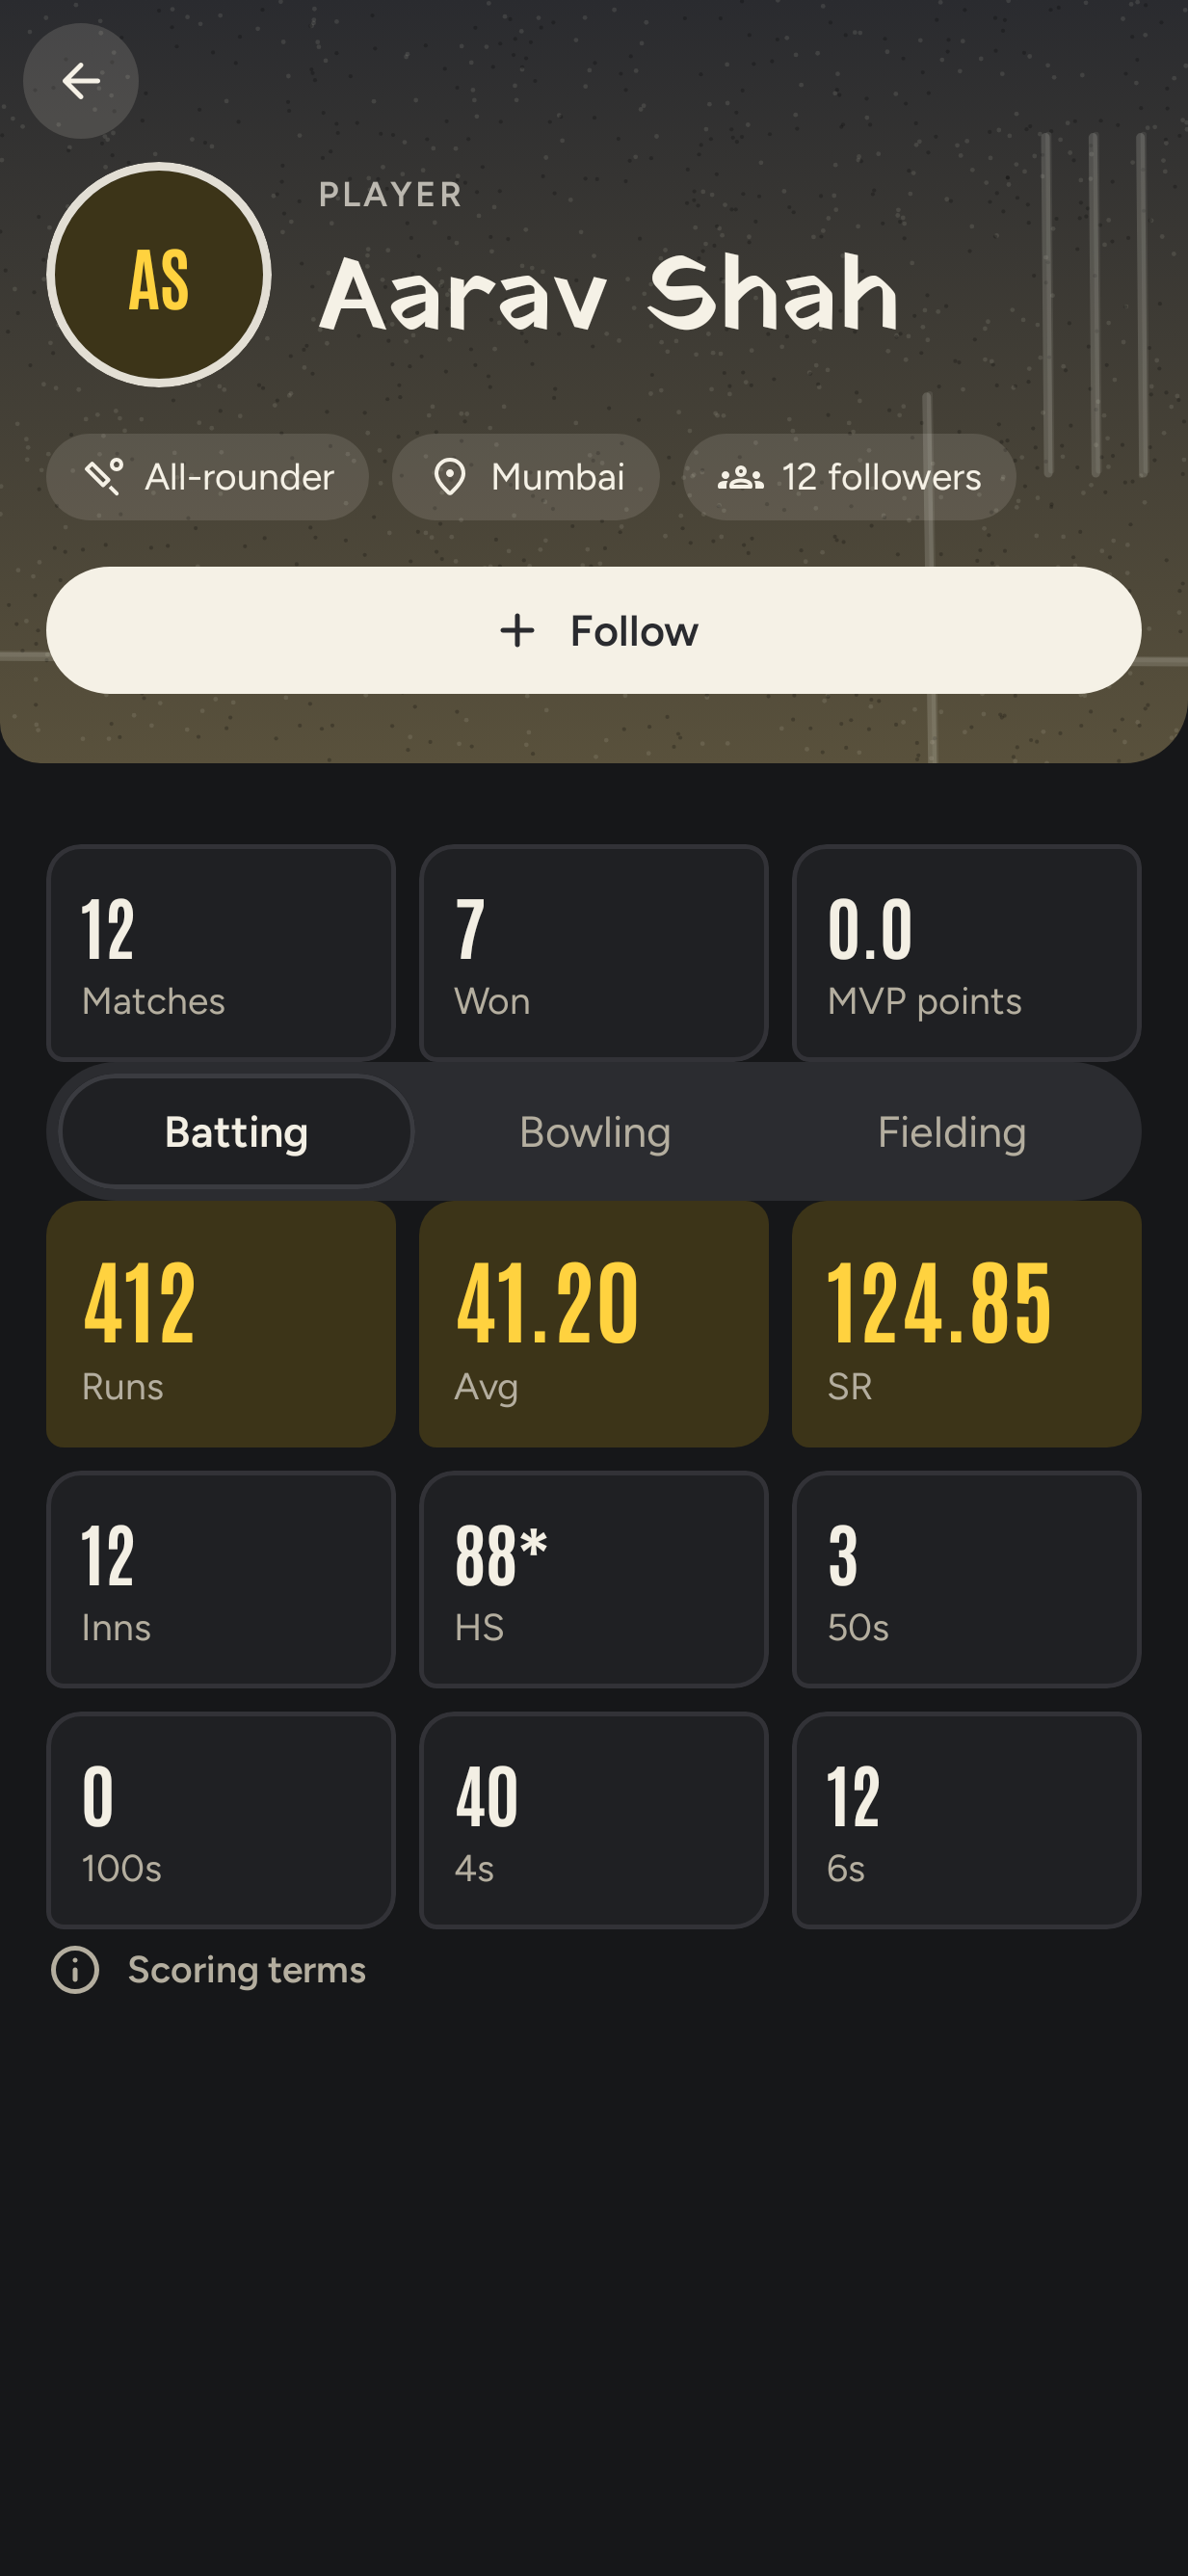 PLAYER
AS
Aarav Shah
All-rounder
Mumbai
12 followers
+ Follow
12
Matches
7
Won
0.0
MVP points
Batting
Bowling
Fielding
412
Runs
41.20
Avg
124.85
SR
12
Inns
88*
HS
3
50s
0
100s
40
4s
12
6s
Scoring terms